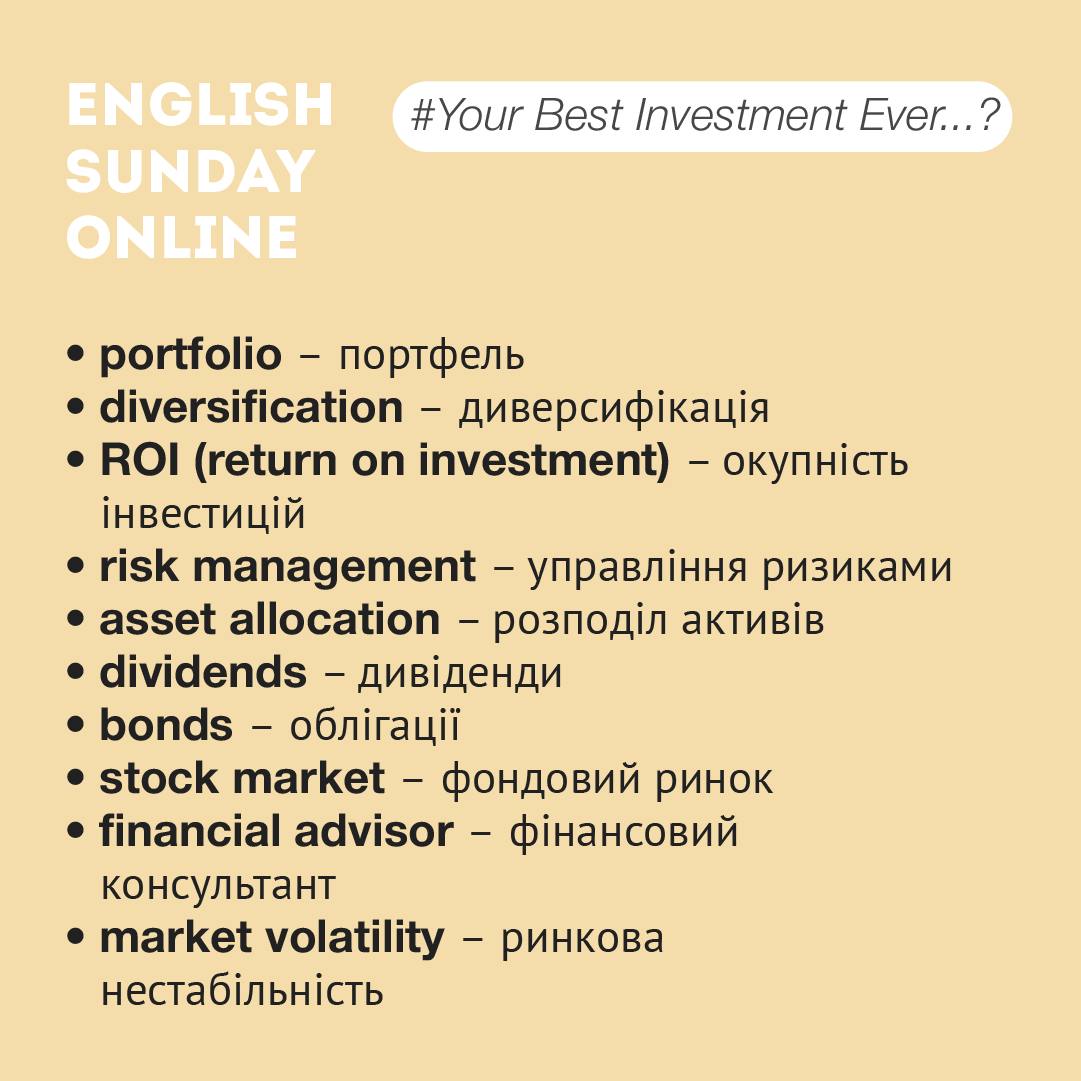 ENGLISH
SUNDAY
ONLINE
#Your Best Investment Ever...?
• portfolio – портфель
• diversification – диверсифікація
• ROI (return on investment) – окупність
інвестицій
• risk management – управління ризиками
• asset allocation – розподіл активів
• dividends – дивіденди
• bonds – облігації
• stock market – фондовий ринок
• financial advisor – фінансовий
консультант
• market volatility – ринкова
нестабільність